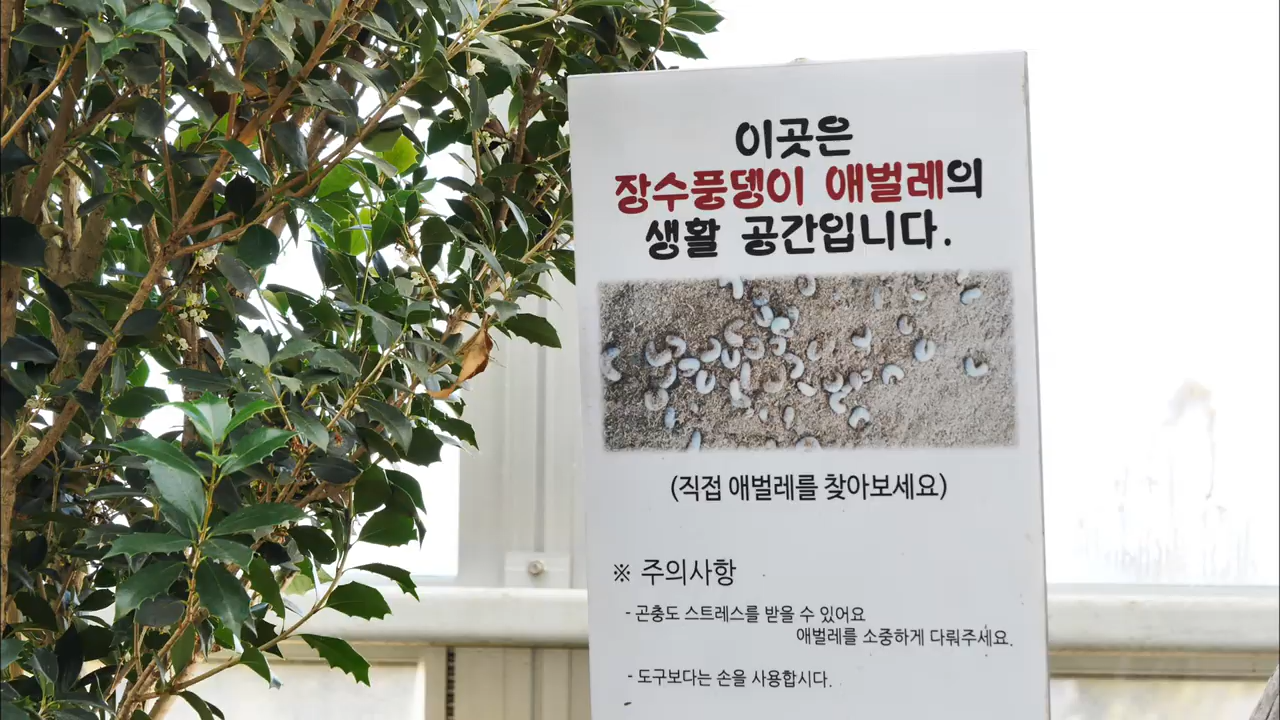 이곳은
장수풍뎅이 애벌레의
생활 공간입니다.
(직접 애벌레를 찾아보세요)
※ 주의사항
- 곤충도 스트레스를 받을 수 있어요
애벌레를 소중하게 다뤄주세요.
- 도구보다는 손을 사용합시다.